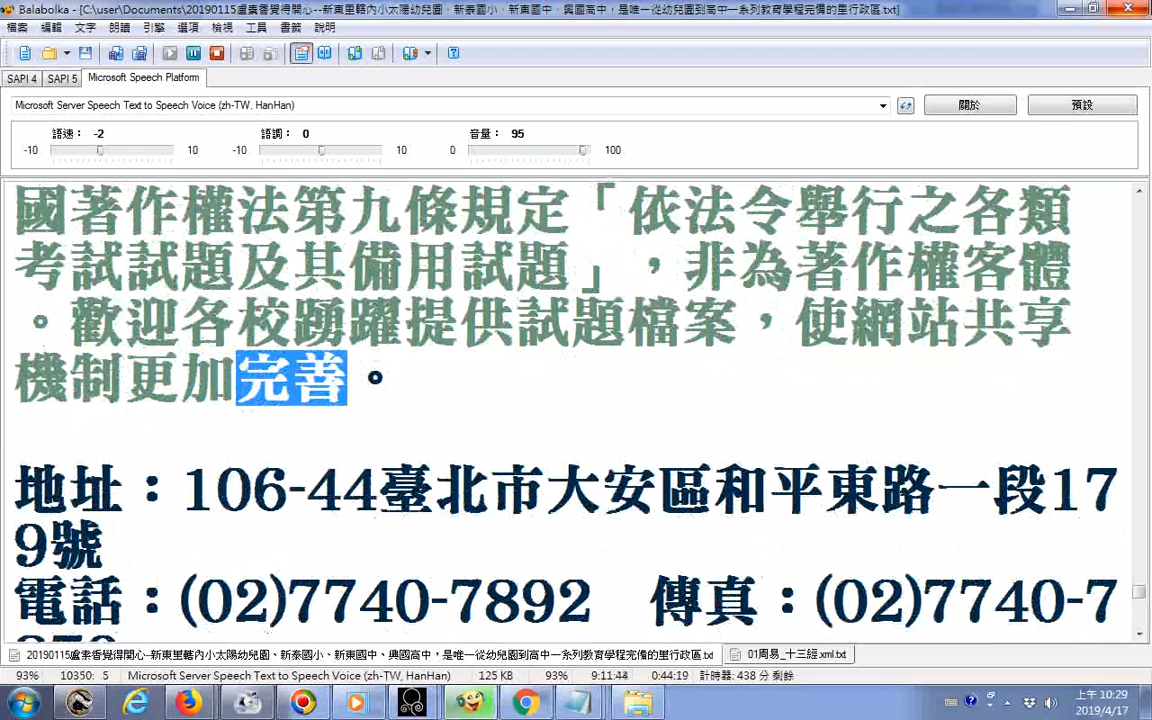 Balabolka - [C:\user\Documents\20190115盧素香覺得開心--新東里轄內小太陽幼兒園、新泰國小、新東國中、興國高中，是唯一從幼兒園到高中一系列教育學程完備的里行政區.txt]
檔案 編輯 文字 朗讀 引擎 選項 檢視 工具 書籤 說明
SAPI 4 SAPI 5 Microsoft Speech Platform
Microsoft Server Speech Text to Speech Voice (zh-TW, HanHan) 關於 預設
語速： -2 語調： 0 音量： 95
-10 10 -10 10 0 100
國著作權法第九條規定「依法令舉行之各類
考試試題及其備用試題」，非為著作權客體
。歡迎各校踴躍提供試題檔案，使網站共享
機制更加完善。
地址：106-44臺北市大安區和平東路一段17
9號
電話：(02)7740-7892 傳真：(02)7740-7
20190115盧素香覺得開心--新東里轄內小太陽幼兒園、新泰國小、新東國中、興國高中，是唯一從幼兒園到高中一系列教育學程完備的里行政區.txt 01周易_十三經.xml.txt
93% 10350: 5 Microsoft Server Speech Text to Speech Voice (zh-TW, HanHan) 125 KB 93% 9:11:44 0:44:19 計時器: 438 分 剩餘
上午 10:29
2019/4/17